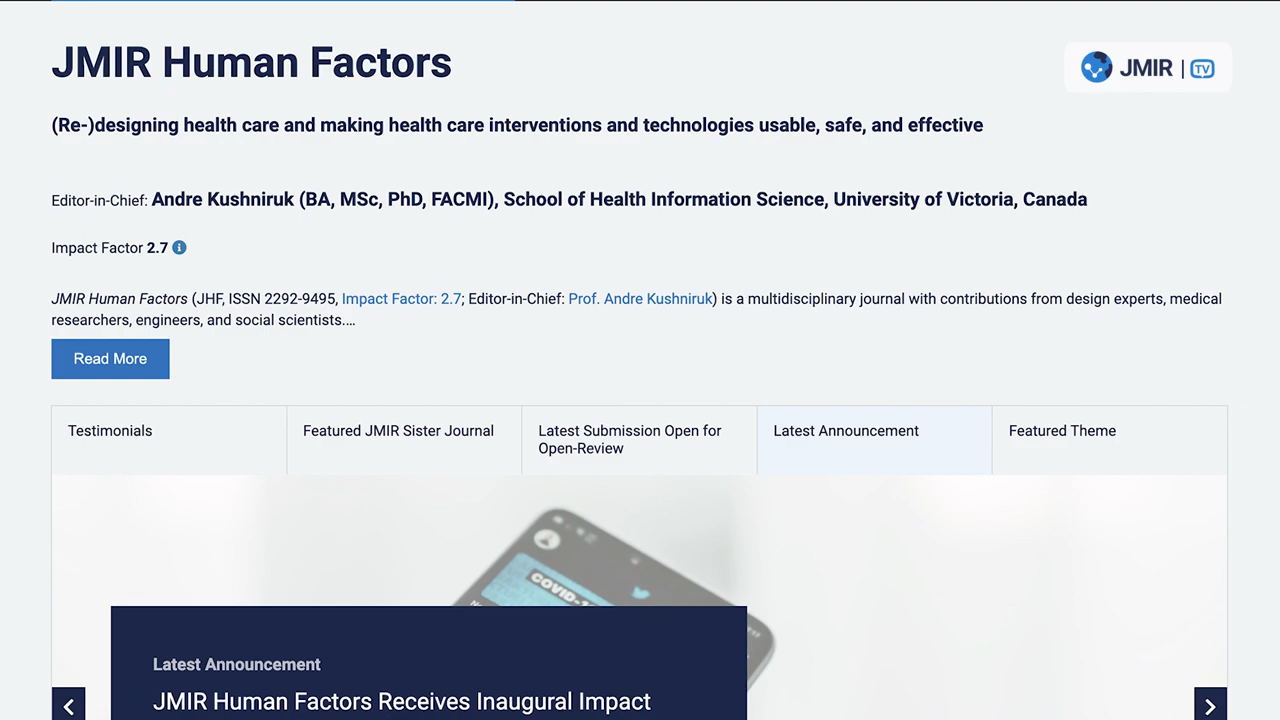 JMIR Human Factors
JMIR | TV
(Re-)designing health care and making health care interventions and technologies usable, safe, and effective
Editor-in-Chief: Andre Kushniruk (BA, MSc, PhD, FACMI), School of Health Information Science, University of Victoria, Canada
Impact Factor 2.7
JMIR Human Factors (JHF, ISSN 2292-9495, Impact Factor: 2.7; Editor-in-Chief: Prof. Andre Kushniruk) is a multidisciplinary journal with contributions from design experts, medical
researchers, engineers, and social scientists....
Read More
Testimonials
Featured JMIR Sister Journal
Latest Submission Open for
Open-Review
Latest Announcement
Featured Theme
Latest Announcement
JMIR Human Factors Receives Inaugural Impact